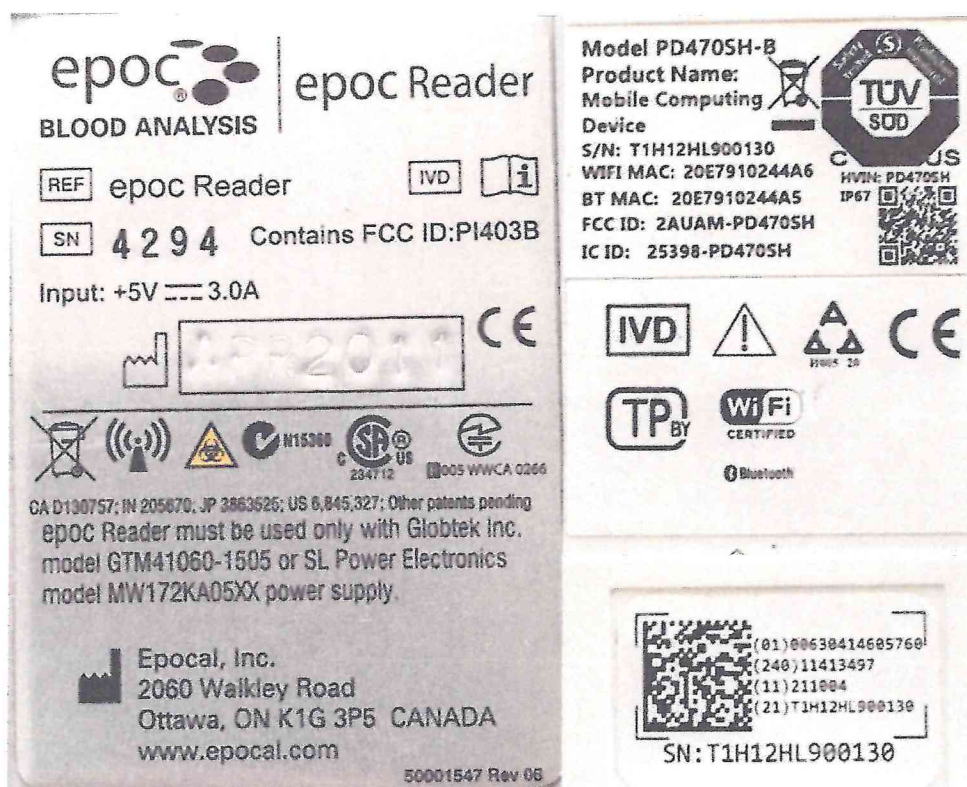 epoc®
BLOOD ANALYSIS
epoc Reader
REF epoc Reader IVD i
SN 4294 Contains FCC ID:PI403B
Input: +5V 3.0A
APR2011 CE
N15360 C SA ® US 234712 R005 WWCA 0266
CA D130757; IN 205670; JP 3863525; US 6,845,327; Other patents pending
epoc Reader must be used only with Globtek Inc.
model GTM41060-1505 or SL Power Electronics
model MW172KA05XX power supply.
Epocal, Inc.
2060 Walkley Road
Ottawa, ON K1G 3P5 CANADA
www.epocal.com
50001547 Rev 06
Model PD470SH-B
Product Name:
Mobile Computing
Device
S/N: T1H12HL900130
WIFI MAC: 20E7910244A6
BT MAC: 20E7910244A5
FCC ID: 2AUAM-PD470SH
IC ID: 25398-PD470SH
TÜV
SÜD
C US
HVIN: PD470SH
IP67
IVD CE
TP BY WiFi
CERTIFIED
Bluetooth
(01)00630414605760
(240)11413497
(11)211004
(21)T1H12HL900130
SN:T1H12HL900130